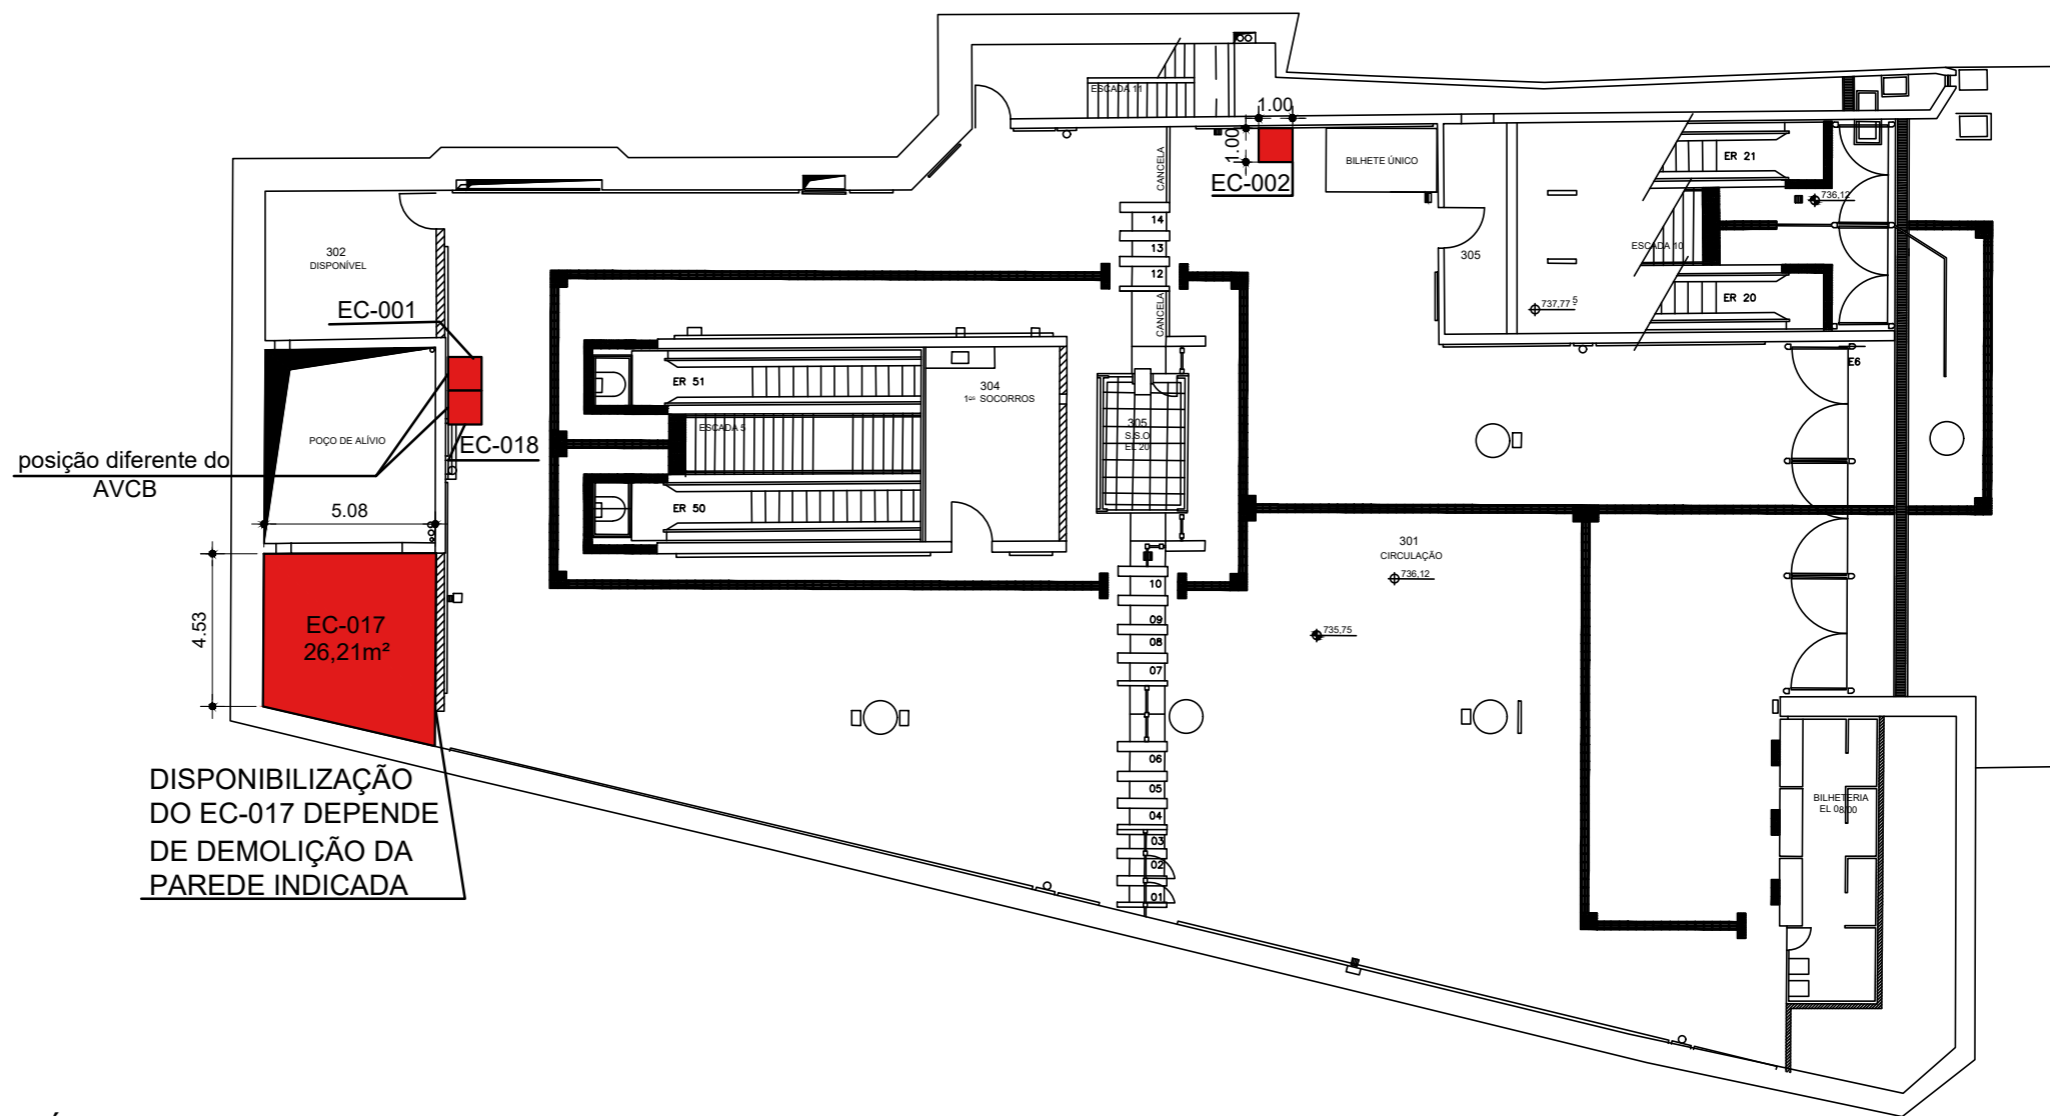 ESCADA 11
1.00
1.00
EC-002
BILHETE ÚNICO
CANCELA
14
13
12
CANCELA
ER 21
736,12
ESCADA 10
305
ER 20
737,77 5
E6
302
DISPONÍVEL
EC-001
POÇO DE ALÍVIO
EC-018
posição diferente do
AVCB
5.08
4.53
EC-017
26,21m²
DISPONIBILIZAÇÃO
DO EC-017 DEPENDE
DE DEMOLIÇÃO DA
PAREDE INDICADA
ER 51
ESCADA 5
ER 50
304
1os SOCORROS
305
S.S.O
EL 20
301
CIRCULAÇÃO
736,12
735,75
10
09
08
07
06
05
04
03
02
01
BILHETERIA
EL 08/00